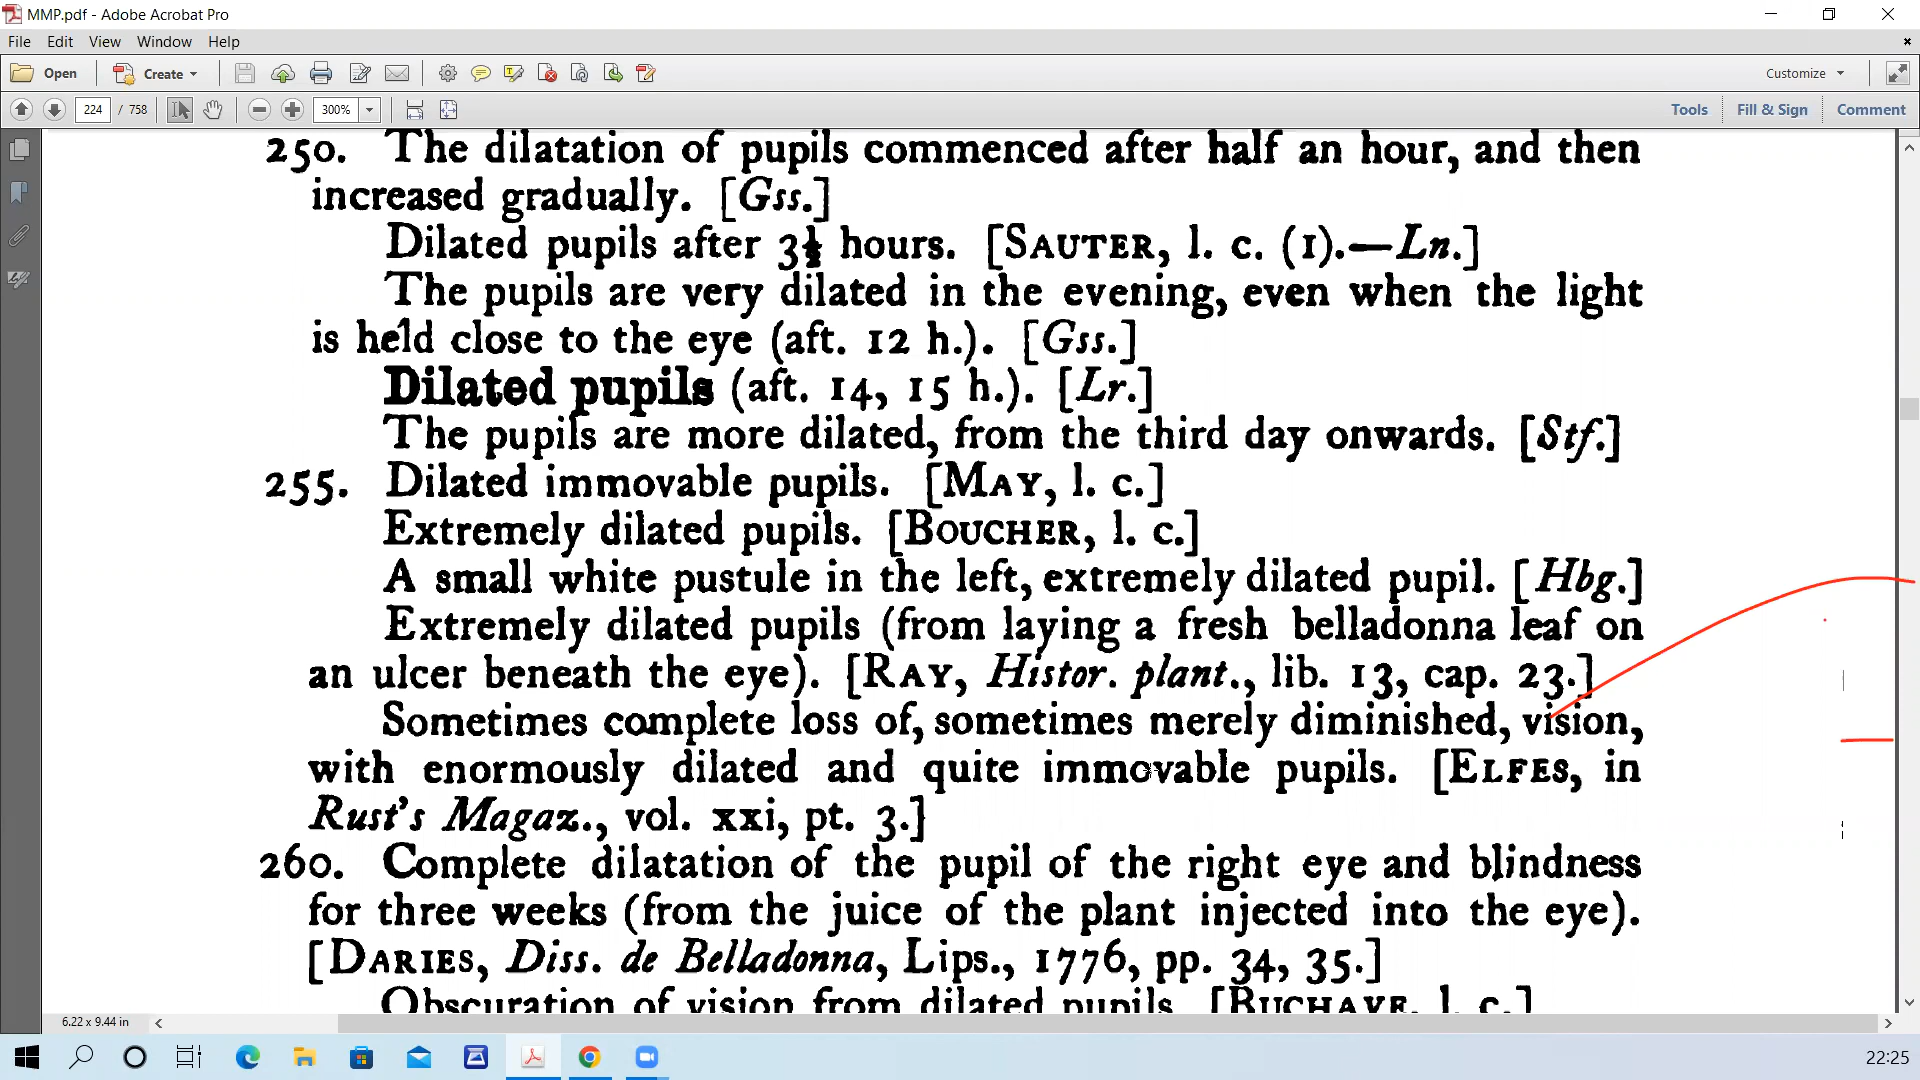 MMP.pdf - Adobe Acrobat Pro
File Edit View Window Help
Open Create Customize
224 / 758 300% Tools Fill & Sign Comment
250. The dilatation of pupils commenced after half an hour, and then
increased gradually. [Gss.]
Dilated pupils after 3½ hours. [SAUTER, l. c. (1).—Ln.]
The pupils are very dilated in the evening, even when the light
is held close to the eye (aft. 12 h.). [Gss.]
Dilated pupils (aft. 14, 15 h.). [Lr.]
The pupils are more dilated, from the third day onwards. [Stf.]
255. Dilated immovable pupils. [MAY, l. c.]
Extremely dilated pupils. [BOUCHER, l. c.]
A small white pustule in the left, extremely dilated pupil. [Hbg.]
Extremely dilated pupils (from laying a fresh belladonna leaf on
an ulcer beneath the eye). [RAY, Histor. plant., lib. 13, cap. 23.]
Sometimes complete loss of, sometimes merely diminished, vision,
with enormously dilated and quite immovable pupils. [ELFES, in
Rust's Magaz., vol. xxi, pt. 3.]
260. Complete dilatation of the pupil of the right eye and blindness
for three weeks (from the juice of the plant injected into the eye).
[DARIES, Diss. de Belladonna, Lips., 1776, pp. 34, 35.]
Obscuration of vision from dilated pupils. [BUCHAVE, l. c.]
6.22 x 9.44 in
22:25